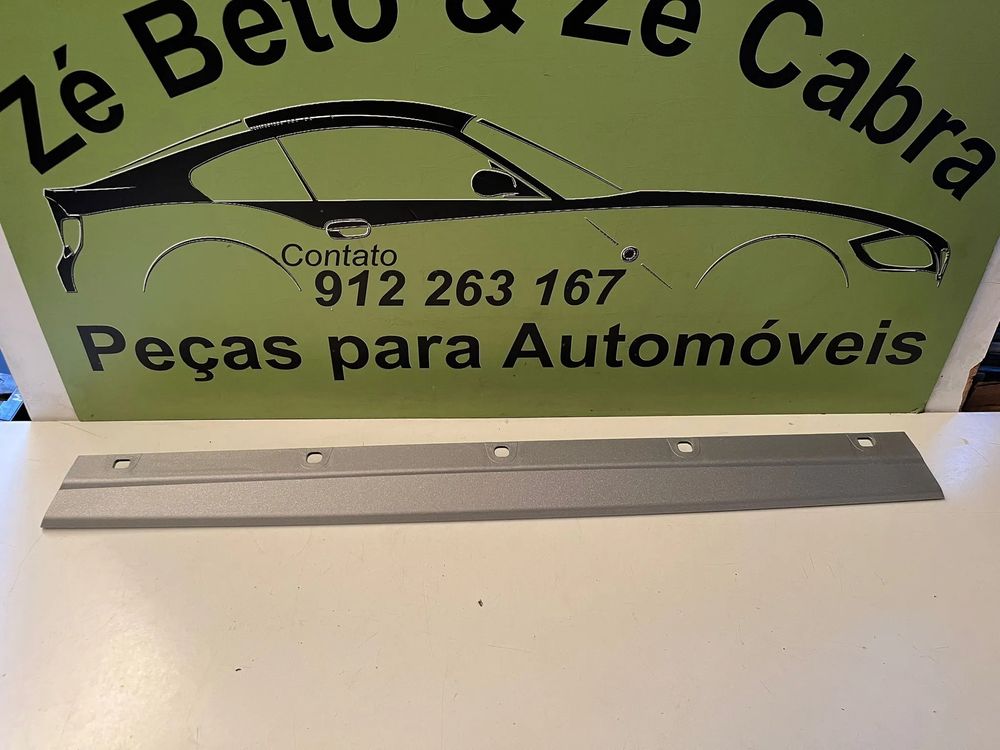 Zé Beto & Zé Cabra
Contato
912 263 167
Peças para Automóveis